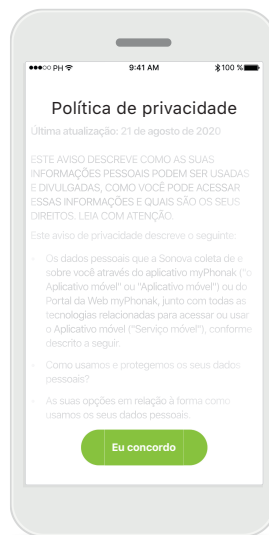 PH 9:41 AM 100 %
Política de privacidade
Última atualização: 21 de agosto de 2020
ESTE AVISO DESCREVE COMO AS SUAS
INFORMAÇÕES PESSOAIS PODEM SER USADAS
E DIVULGADAS, COMO VOCÊ PODE ACESSAR
ESSAS INFORMAÇÕES E QUAIS SÃO OS SEUS
DIREITOS. LEIA COM ATENÇÃO.
Este aviso de privacidade descreve o seguinte:
- Os dados pessoais que a Sonova coleta de e
sobre você através do aplicativo myPhonak ("o
Aplicativo móvel" ou "Aplicativo móvel") ou do
Portal da Web myPhonak, junto com todas as
tecnologias relacionadas para acessar ou usar
o Aplicativo móvel ("Serviço móvel"), conforme
descrito a seguir.
- Como usamos e protegemos os seus dados
pessoais?
- As suas opções em relação à forma como
usamos os seus dados pessoais.
Eu concordo